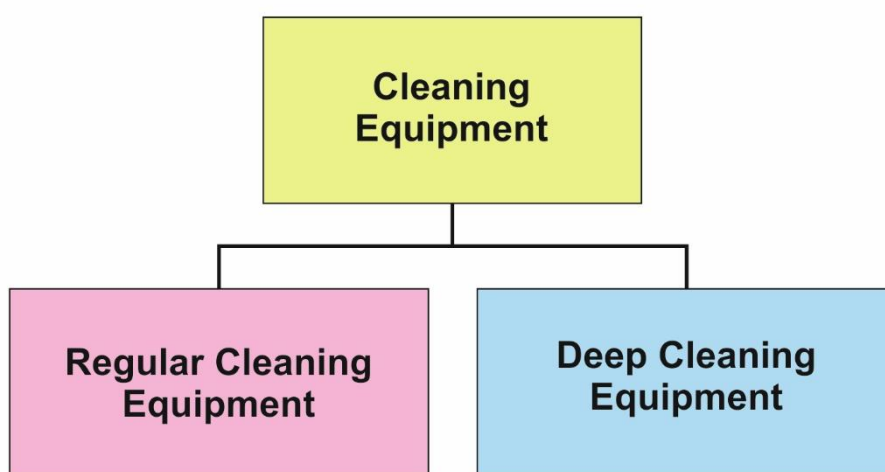 Cleaning
Equipment
Regular Cleaning
Equipment
Deep Cleaning
Equipment